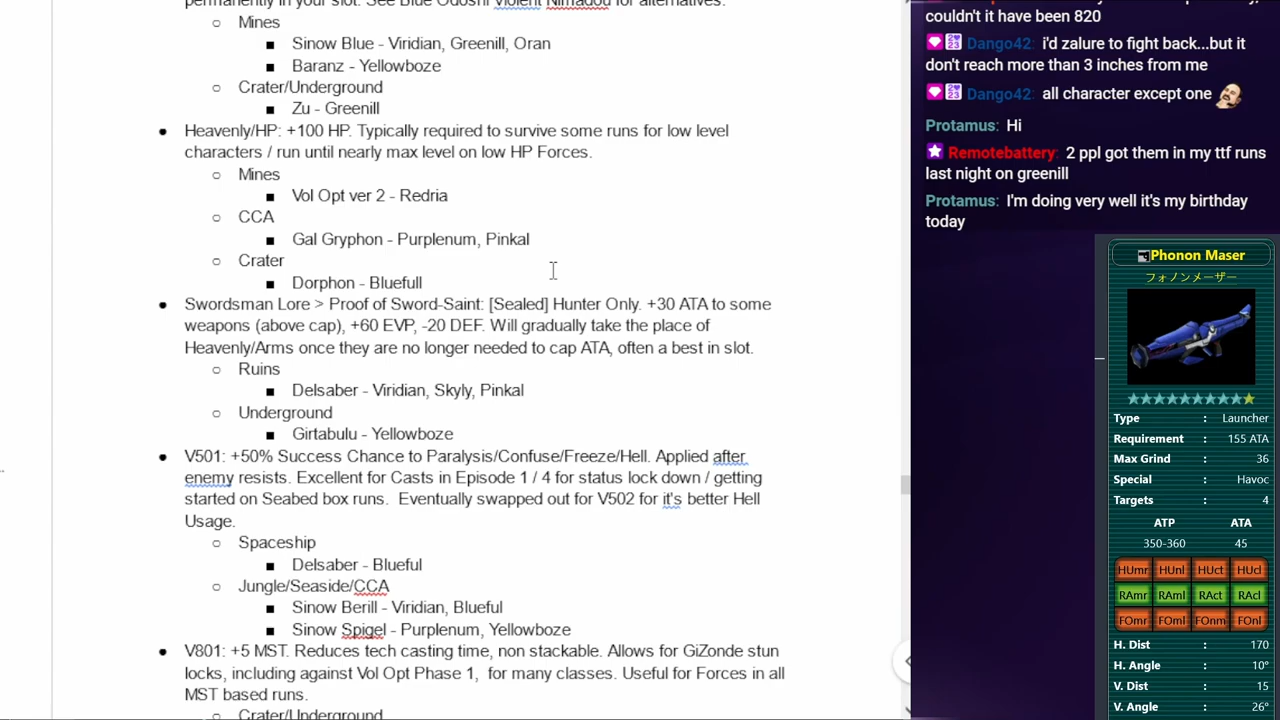 permanently in your slot. See Blue Odoshi Violent Nimadou for alternatives.
Mines
Sinow Blue - Viridian, Greenill, Oran
Baranz - Yellowboze
Crater/Underground
Zu - Greenill
Heavenly/HP: +100 HP. Typically required to survive some runs for low level
characters / run until nearly max level on low HP Forces.
Mines
Vol Opt ver 2 - Redria
CCA
Gal Gryphon - Purplenum, Pinkal
Crater
Dorphon - Bluefull
Swordsman Lore > Proof of Sword-Saint: [Sealed] Hunter Only. +30 ATA to some
weapons (above cap), +60 EVP, -20 DEF. Will gradually take the place of
Heavenly/Arms once they are no longer needed to cap ATA, often a best in slot.
Ruins
Delsaber - Viridian, Skyly, Pinkal
Underground
Girtabulu - Yellowboze
V501: +50% Success Chance to Paralysis/Confuse/Freeze/Hell. Applied after
enemy resists. Excellent for Casts in Episode 1 / 4 for status lock down / getting
started on Seabed box runs. Eventually swapped out for V502 for it's better Hell
Usage.
Spaceship
Delsaber - Blueful
Jungle/Seaside/CCA
Sinow Berill - Viridian, Blueful
Sinow Spigel - Purplenum, Yellowboze
V801: +5 MST. Reduces tech casting time, non stackable. Allows for GiZonde stun
locks, including against Vol Opt Phase 1, for many classes. Useful for Forces in all
MST based runs.
Crater/Underground
couldn't it have been 820
Dango42: i'd zalure to fight back...but it
don't reach more than 3 inches from me
Dango42: all character except one
Protamus: Hi
Remotebattery: 2 ppl got them in my ttf runs
last night on greenill
Protamus: I'm doing very well it's my birthday
today
Phonon Maser
フォノンメーザー
Type : Launcher
Requirement : 155 ATA
Max Grind : 36
Special : Havoc
Targets : 4
ATP ATA
350-360 45
HUmr HUnl HUct HUcl
RAmr RAml RAct RAcl
FOmr FOml FOnm FOnl
H. Dist : 170
H. Angle : 10°
V. Dist : 15
V. Angle : 26°